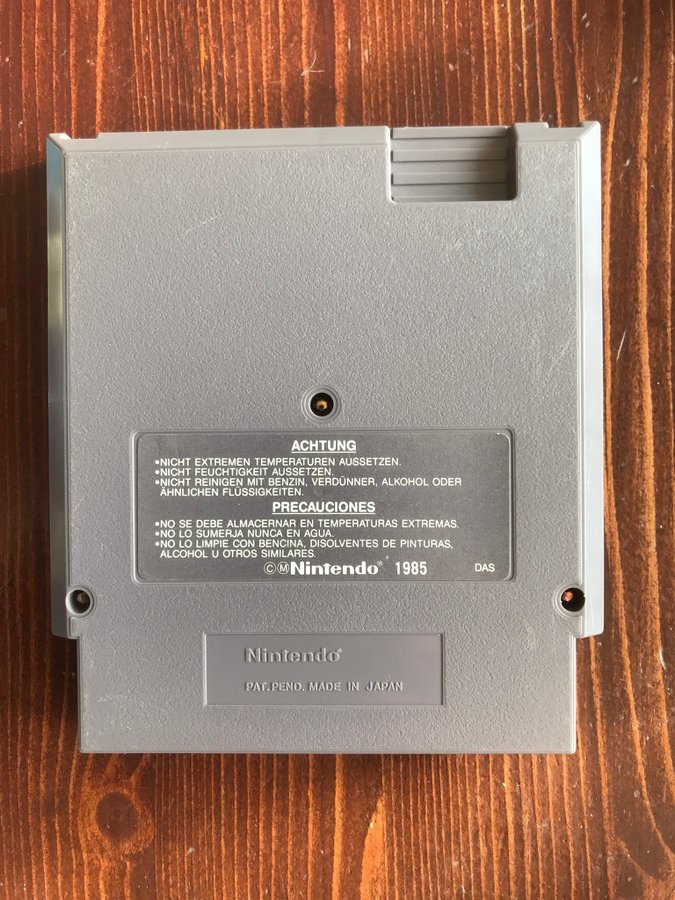 ACHTUNG
•NICHT EXTREMEN TEMPERATUREN AUSSETZEN.
•NICHT FEUCHTIGKEIT AUSSETZEN.
•NICHT REINIGEN MIT BENZIN, VERDÜNNER, ALKOHOL ODER
ÄHNLICHEN FLÜSSIGKEITEN.
PRECAUCIONES
•NO SE DEBE ALMACERNAR EN TEMPERATURAS EXTREMAS.
•NO LO SUMERJA NUNCA EN AGUA.
•NO LO LIMPIE CON BENCINA, DISOLVENTES DE PINTURAS,
ALCOHOL U OTROS SIMILARES.
©Ⓜ Nintendo® 1985 DAS
Nintendo®
PAT. PEND. MADE IN JAPAN